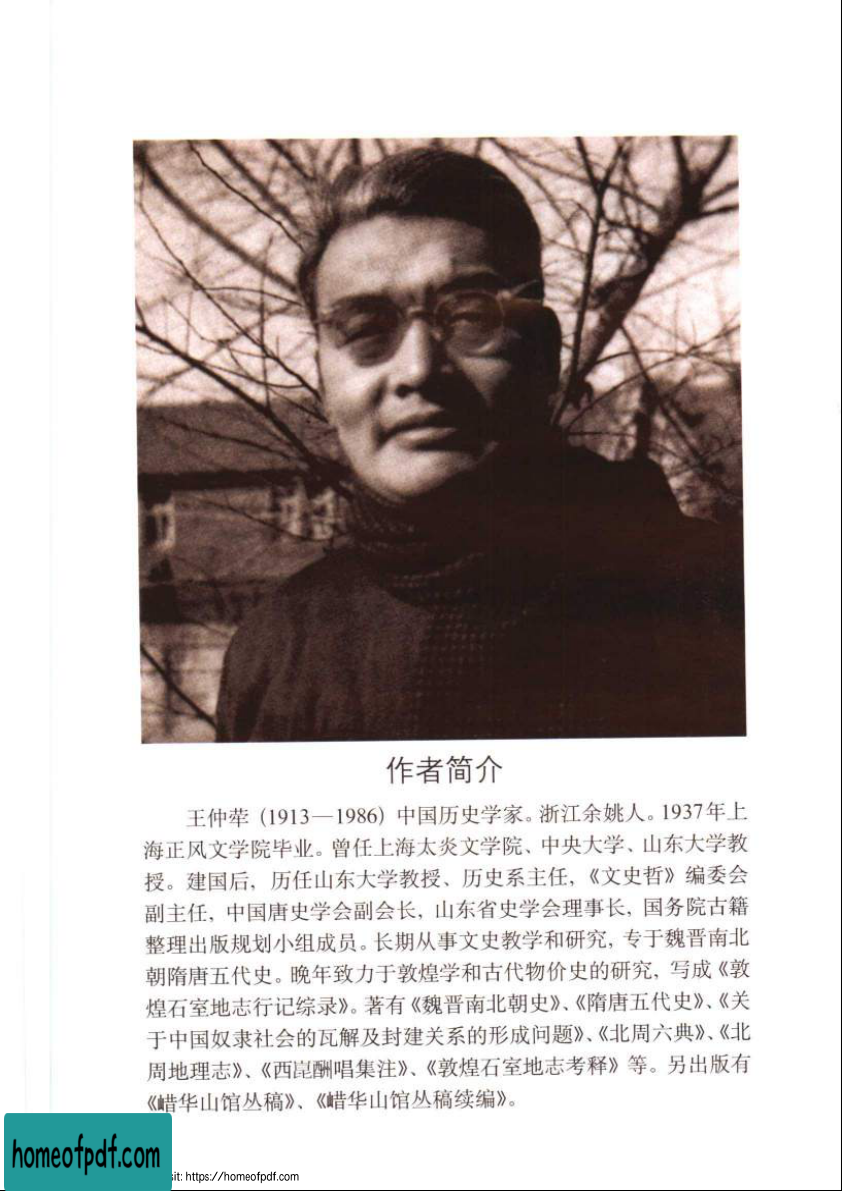 作者简介
王仲荦（1913—1986）中国历史学家。浙江余姚人。1937年上
海正风文学院毕业。曾任上海太炎文学院、中央大学、山东大学教
授。建国后，历任山东大学教授、历史系主任，《文史哲》编委会
副主任，中国唐史学会副会长，山东省史学会理事长，国务院古籍
整理出版规划小组成员。长期从事文史教学和研究，专于魏晋南北
朝隋唐五代史。晚年致力于敦煌学和古代物价史的研究，写成《敦
煌石室地志行记综录》。著有《魏晋南北朝史》、《隋唐五代史》、《关
于中国奴隶社会的瓦解及封建关系的形成问题》、《北周六典》、《北
周地理志》、《西崑酬唱集注》、《敦煌石室地志考释》等。另出版有
《蜡华山馆丛稿》、《蜡华山馆丛稿续编》。
homeofpdf.com
sit: https://homeofpdf.com